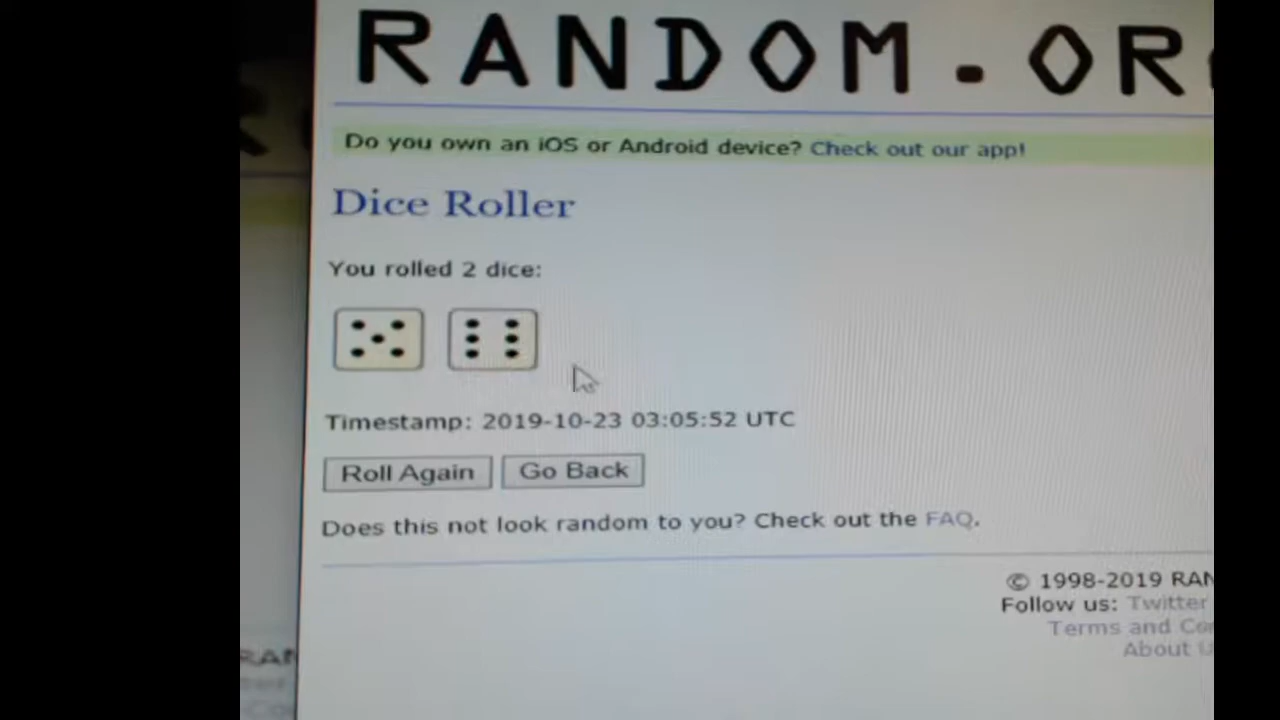 RANDOM.OR
Do you own an iOS or Android device? Check out our app!
Dice Roller
You rolled 2 dice:
Timestamp: 2019-10-23 03:05:52 UTC
Roll Again Go Back
Does this not look random to you? Check out the FAQ.
© 1998-2019 RAN
Follow us: Twitter
Terms and Co
About U